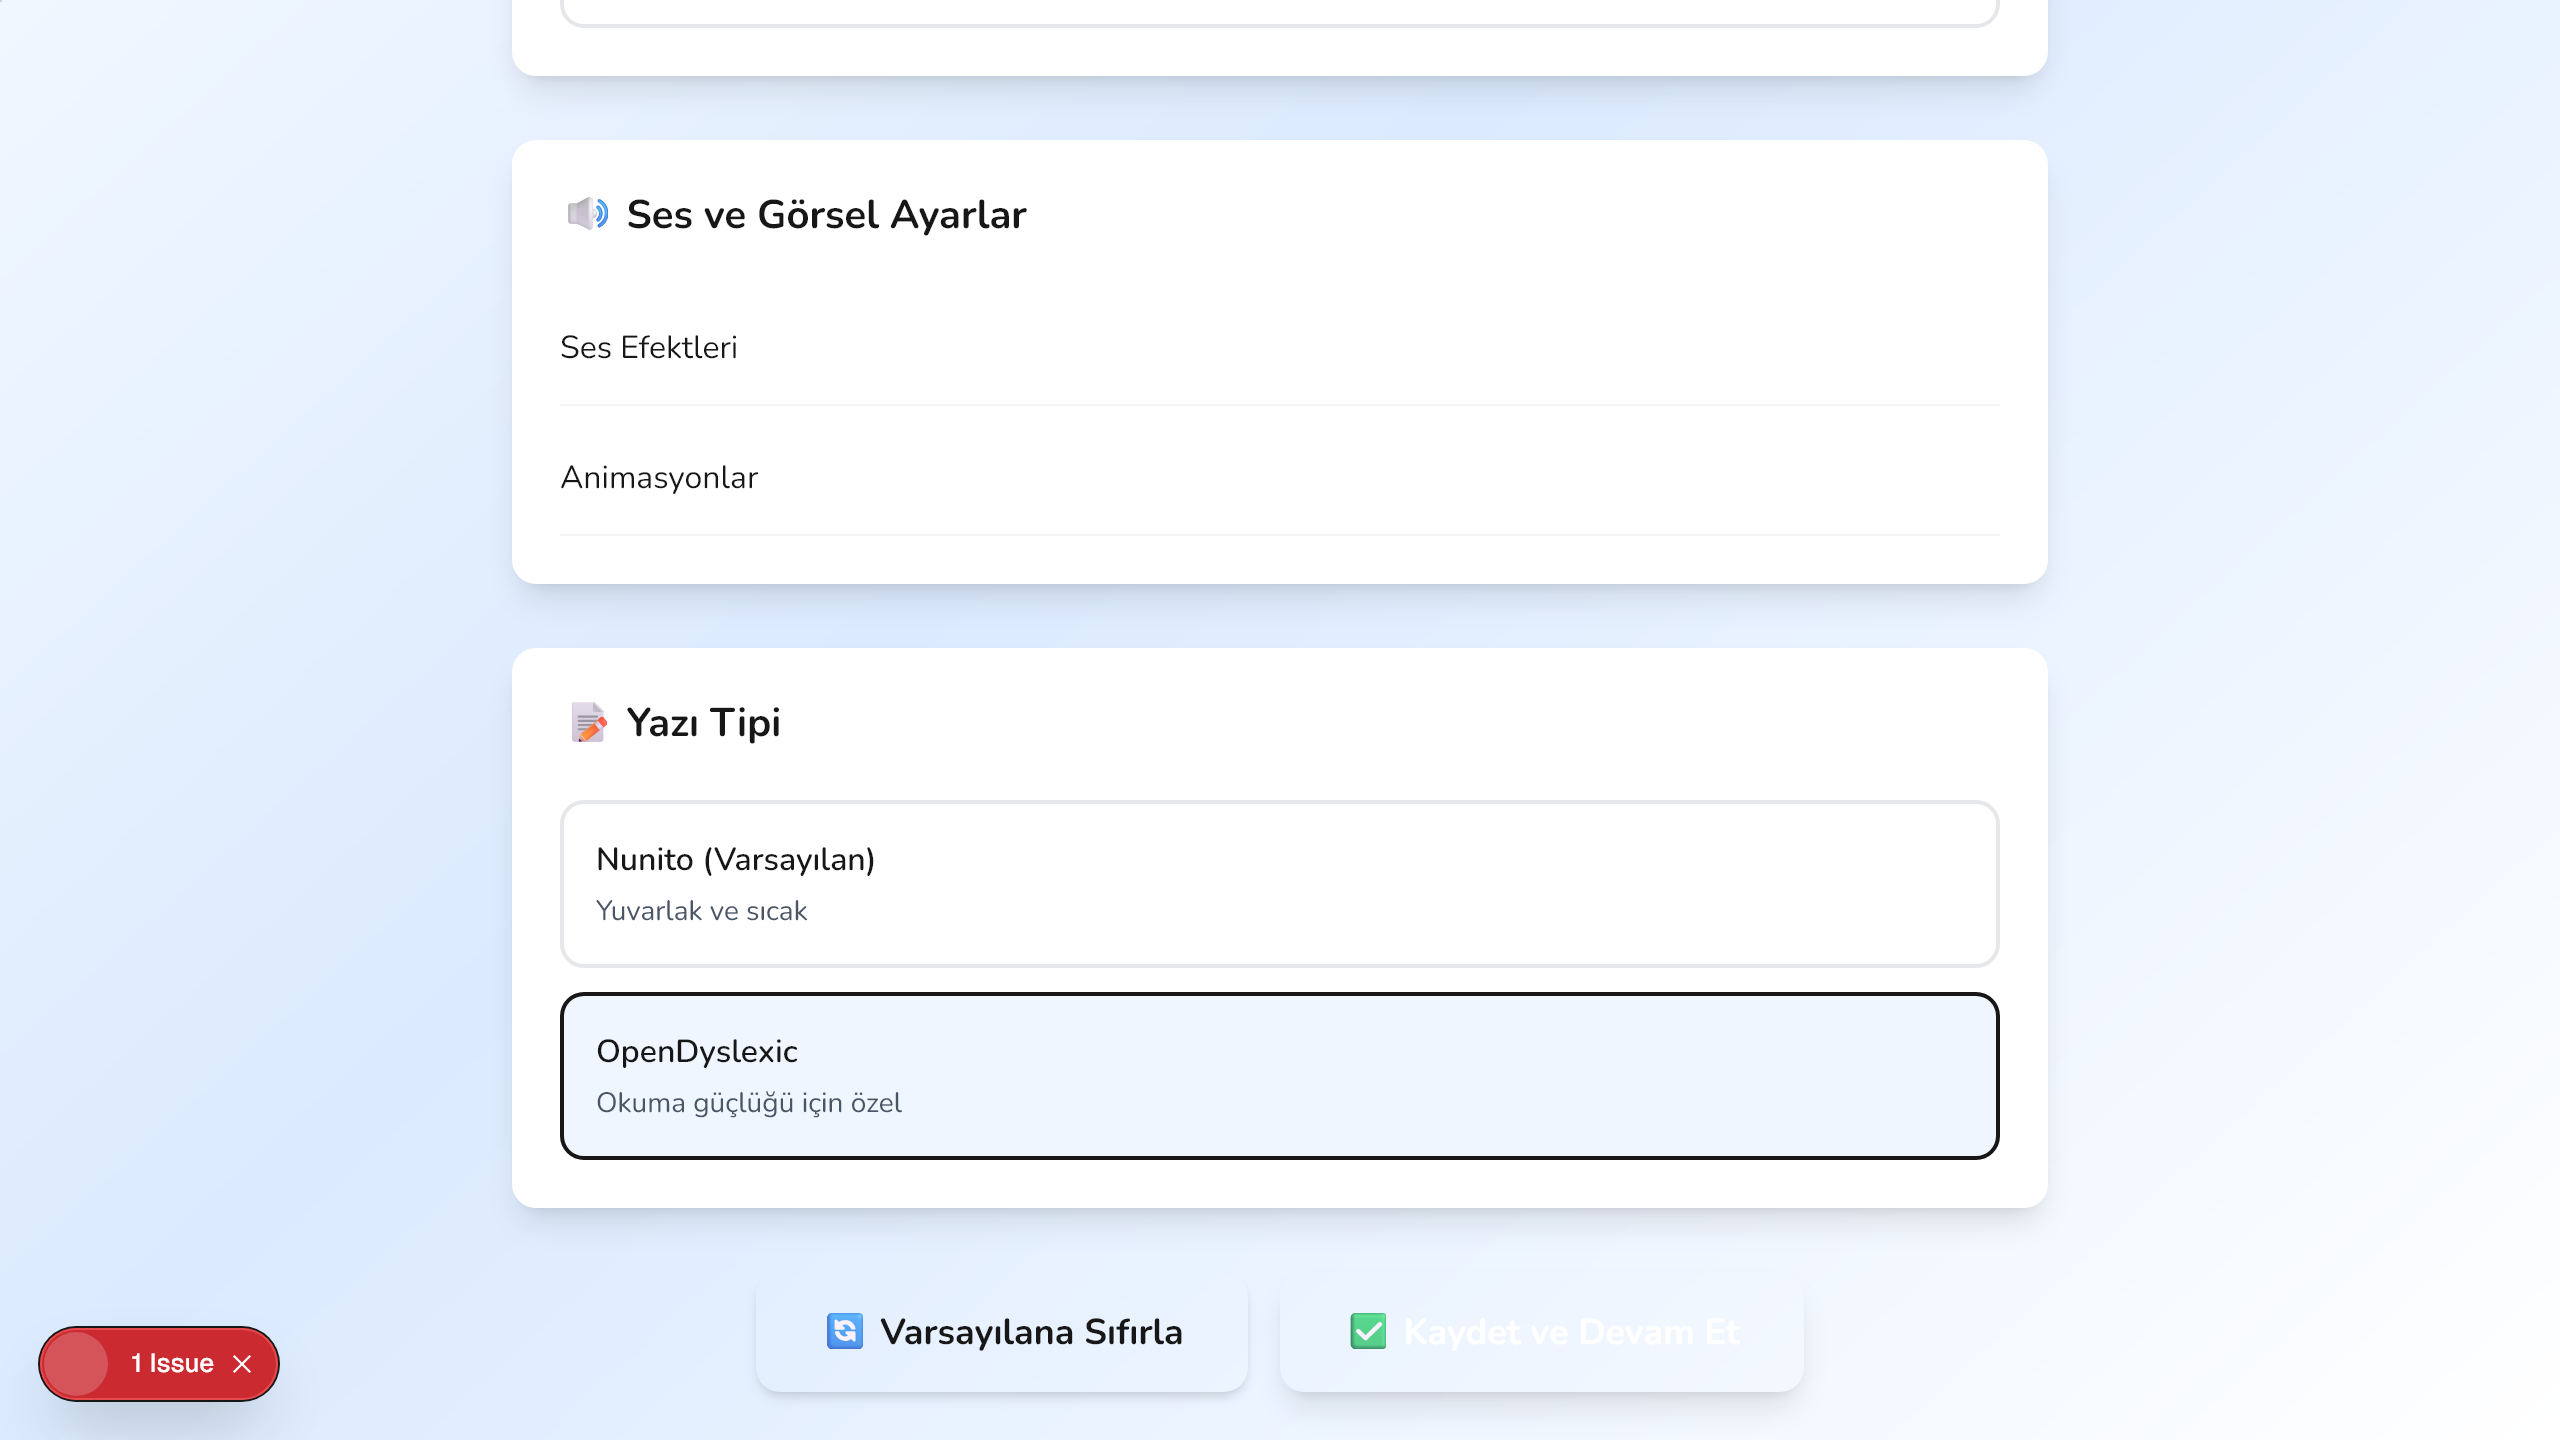 Ses ve Görsel Ayarlar
Ses Efektleri
Animasyonlar
Yazı Tipi
Nunito (Varsayılan)
Yuvarlak ve sıcak
OpenDyslexic
Okuma güçlüğü için özel
Varsayılana Sıfırla
Kaydet ve Devam Et
1 Issue